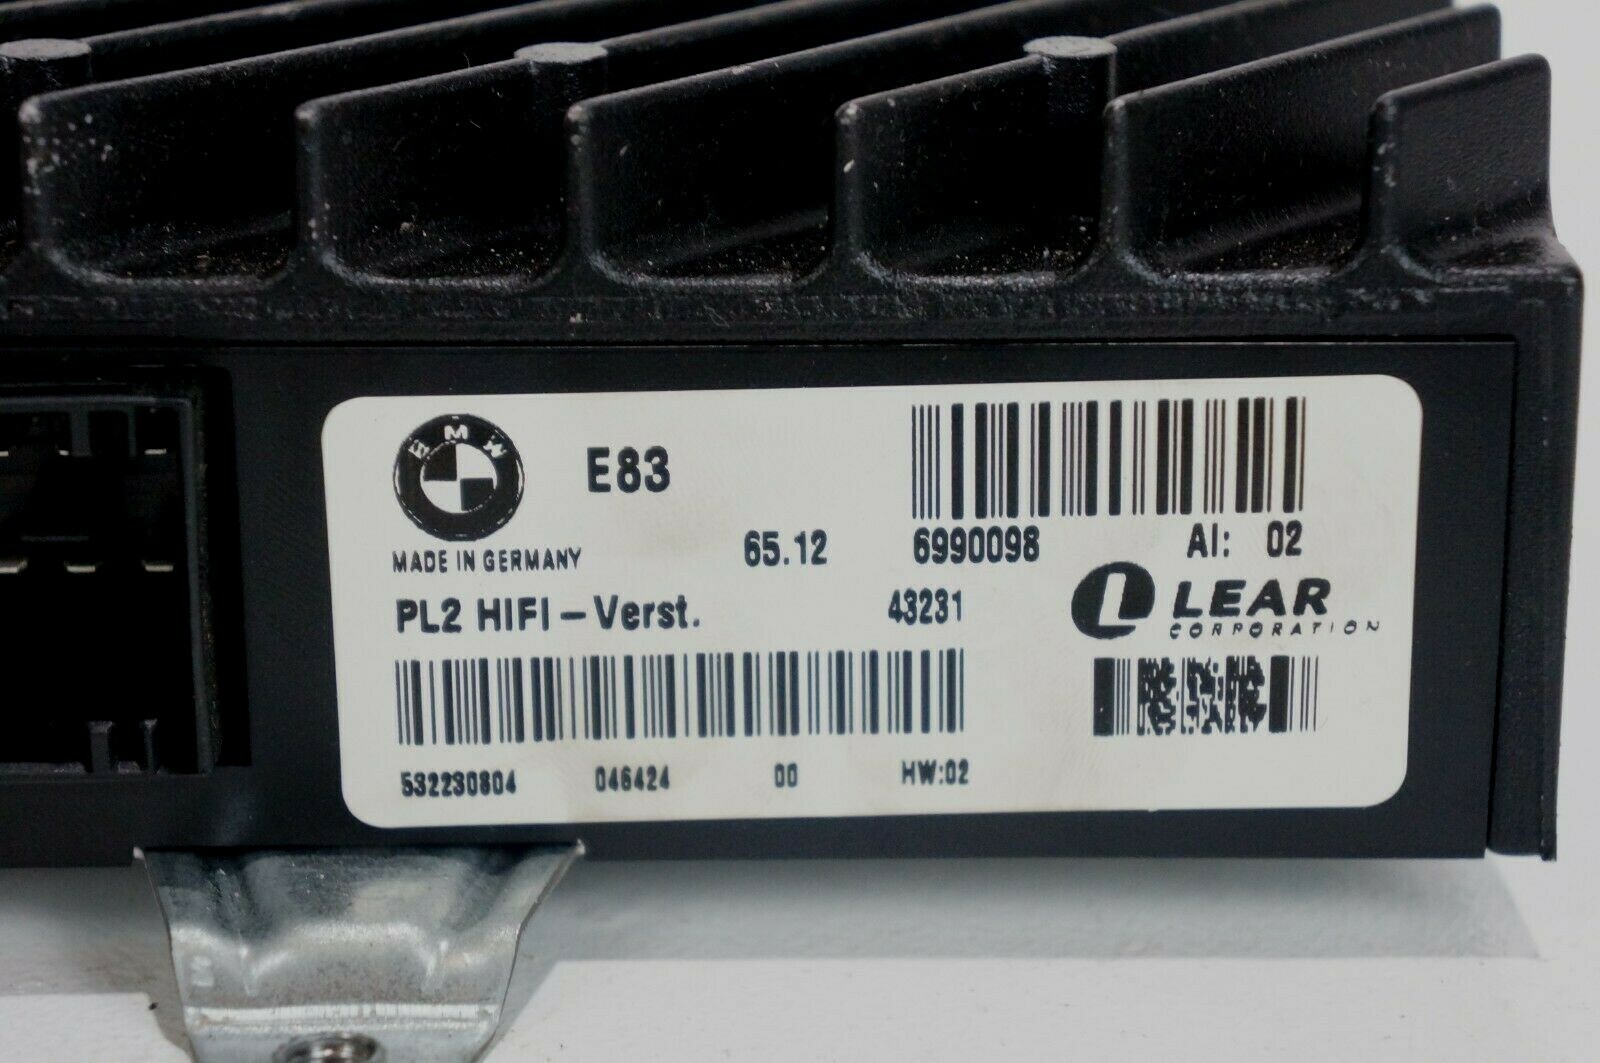 BMW
E83
MADE IN GERMANY
65.12 6990098 AI: 02
PL2 HIFI-Verst. 43231
LEAR
CORPORATION
532230804 046424 00 HW:02